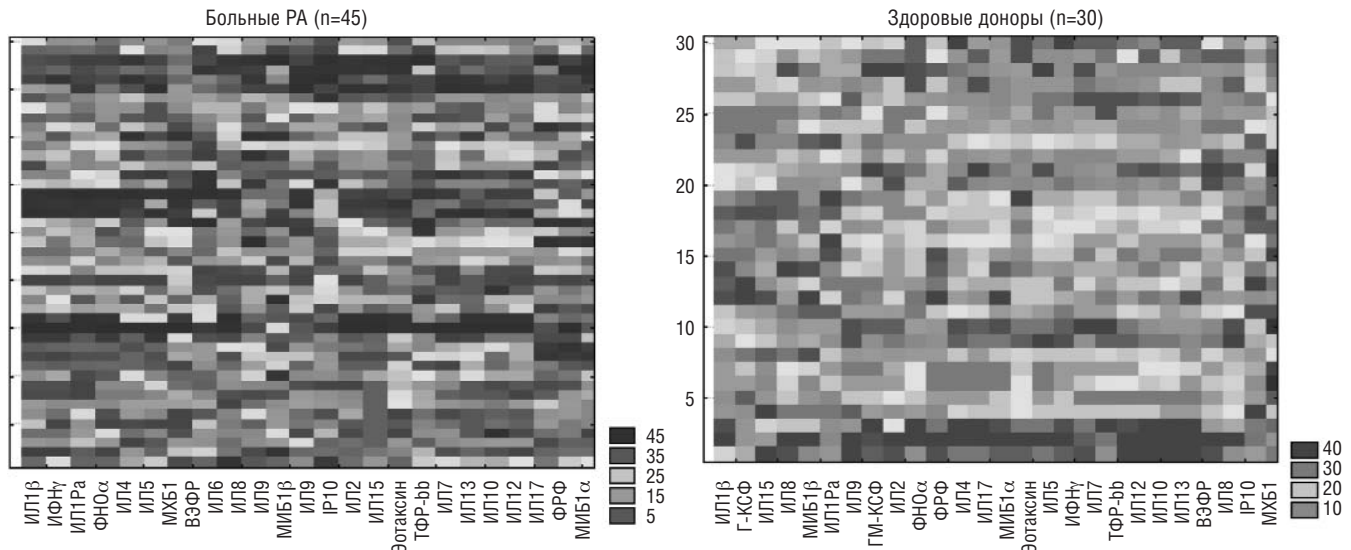 Больные РА (n=45)
45
35
25
15
5
ИЛ1β
ИФНγ
ИЛ1Ра
ФНОα
ИЛ4
ИЛ5
МХБ1
ВЭФР
ИЛ6
ИЛ8
ИЛ9
МИБ1β
ИЛ9
IP10
ИЛ2
ИЛ15
Эотаксин
ТФР-bb
ИЛ7
ИЛ13
ИЛ10
ИЛ12
ИЛ17
ФРФ
МИБ1α
Здоровые доноры (n=30)
30
25
20
15
10
5
40
30
20
10
ИЛ1β
Г-КСФ
ИЛ15
ИЛ8
МИБ1β
ИЛ1Ра
ИЛ9
ГМ-КСФ
ИЛ2
ФНОα
ФРФ
ИЛ4
ИЛ17
МИБ1α
Эотаксин
ИЛ5
ИФНγ
ИЛ7
ТФР-bb
ИЛ12
ИЛ10
ИЛ13
ВЭФР
ИЛ8
IP10
МХБ1